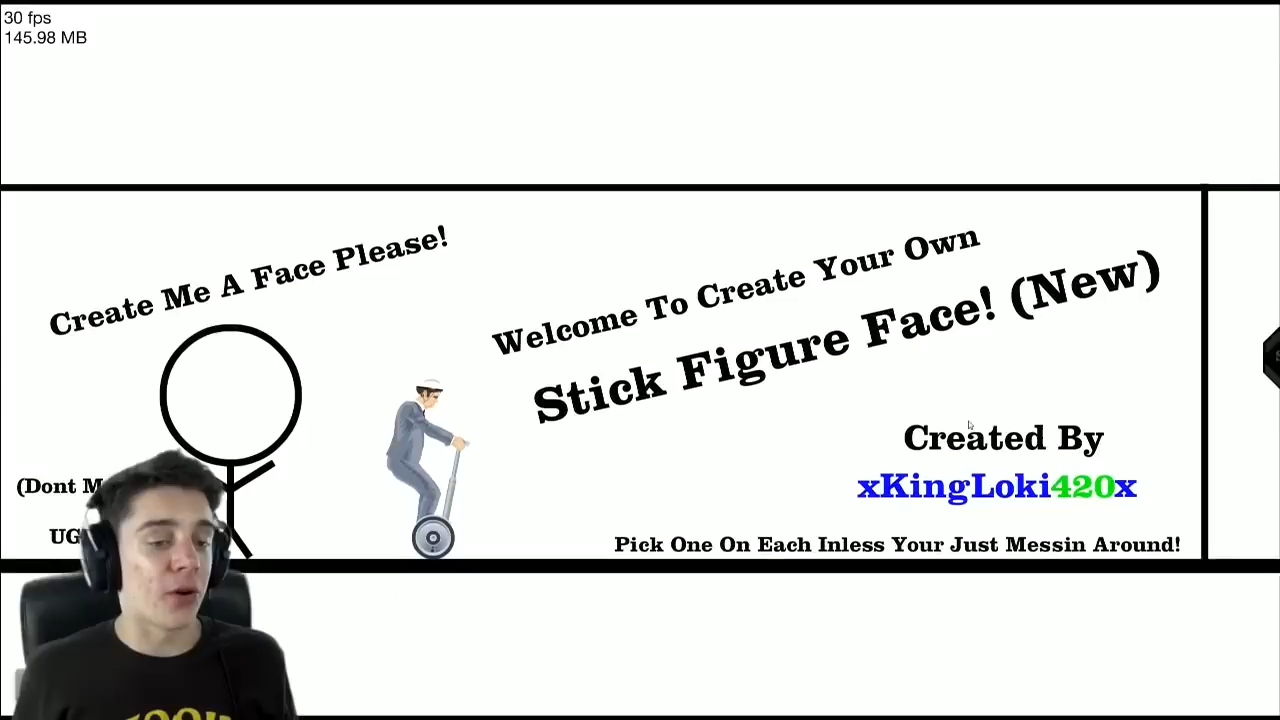 30 fps
145.98 MB
Create Me A Face Please!
Welcome To Create Your Own
Stick Figure Face! (New)
Created By
xKingLoki420x
(Dont
Pick One On Each Inless Your Just Messin Around!